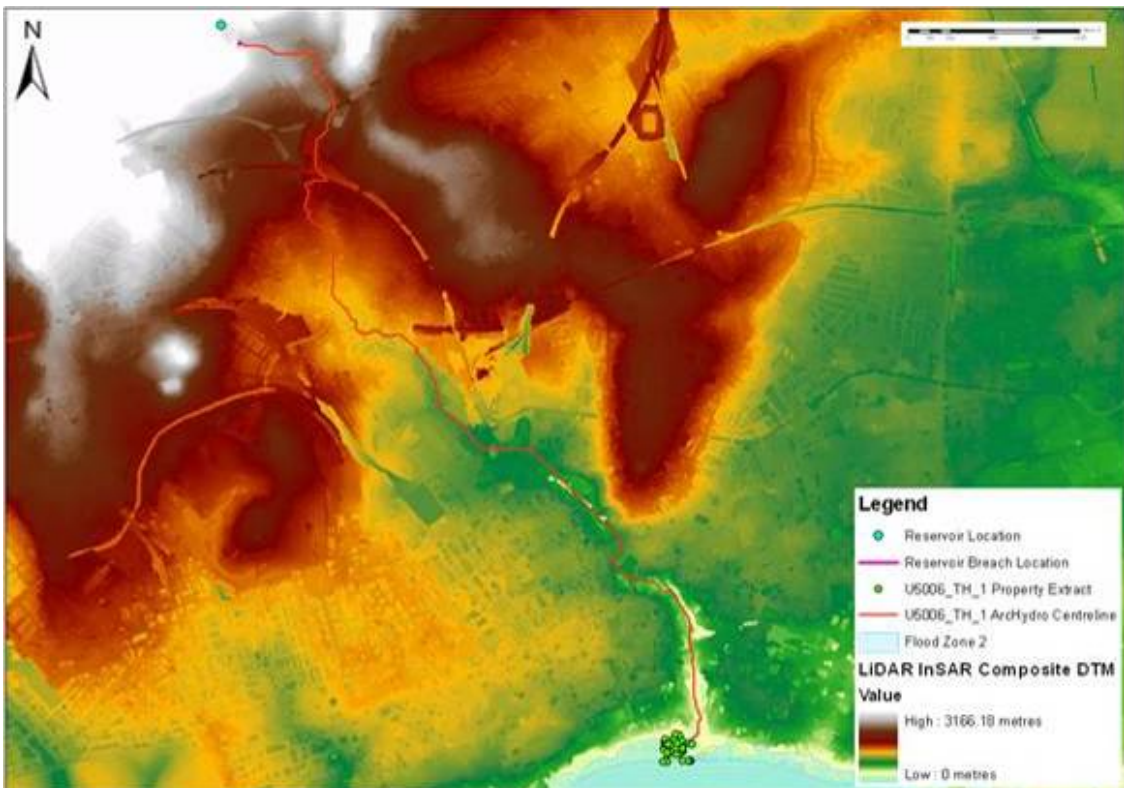 N
Legend
Reservoir Location
Reservoir Breach Location
U5006_TH_1 Property Extract
U5006_TH_1 ArcHydro Centreline
Flood Zone 2
LiDAR InSAR Composite DTM
Value
High : 3166.18 metres
Low : 0 metres